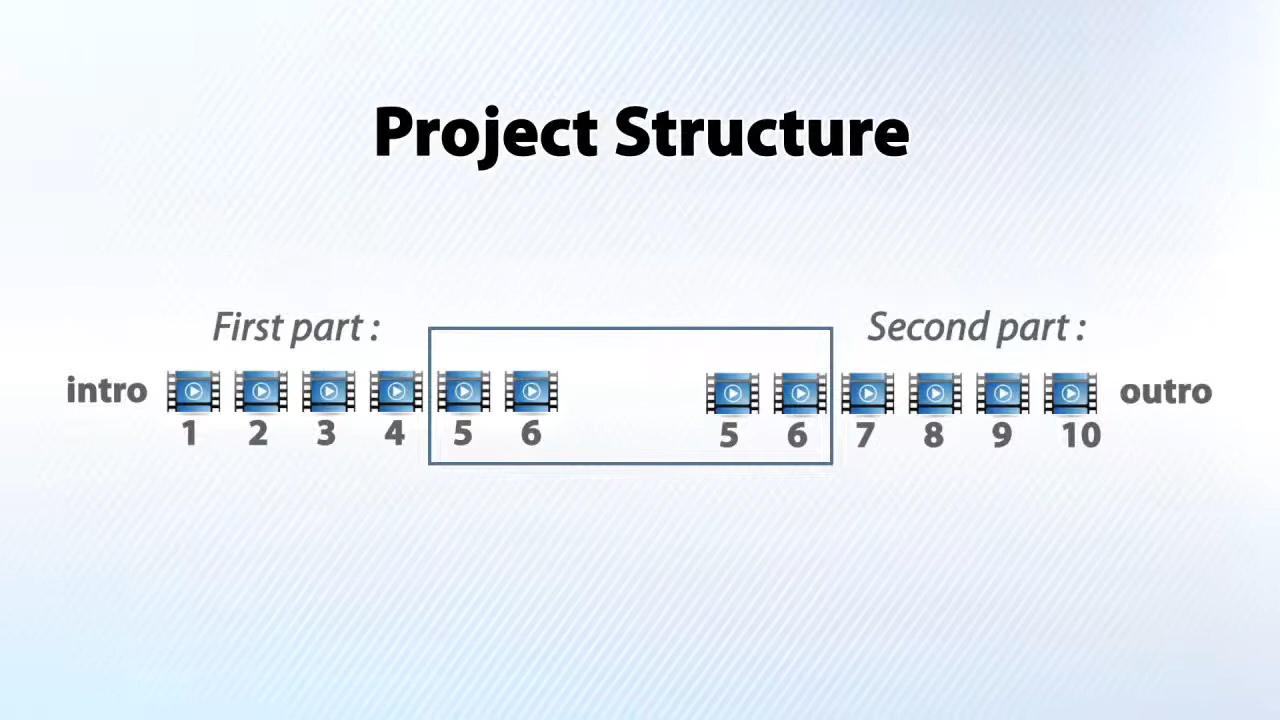 Project Structure
First part :
Second part :
intro
1 2 3 4 5 6
5 6 7 8 9 10
outro